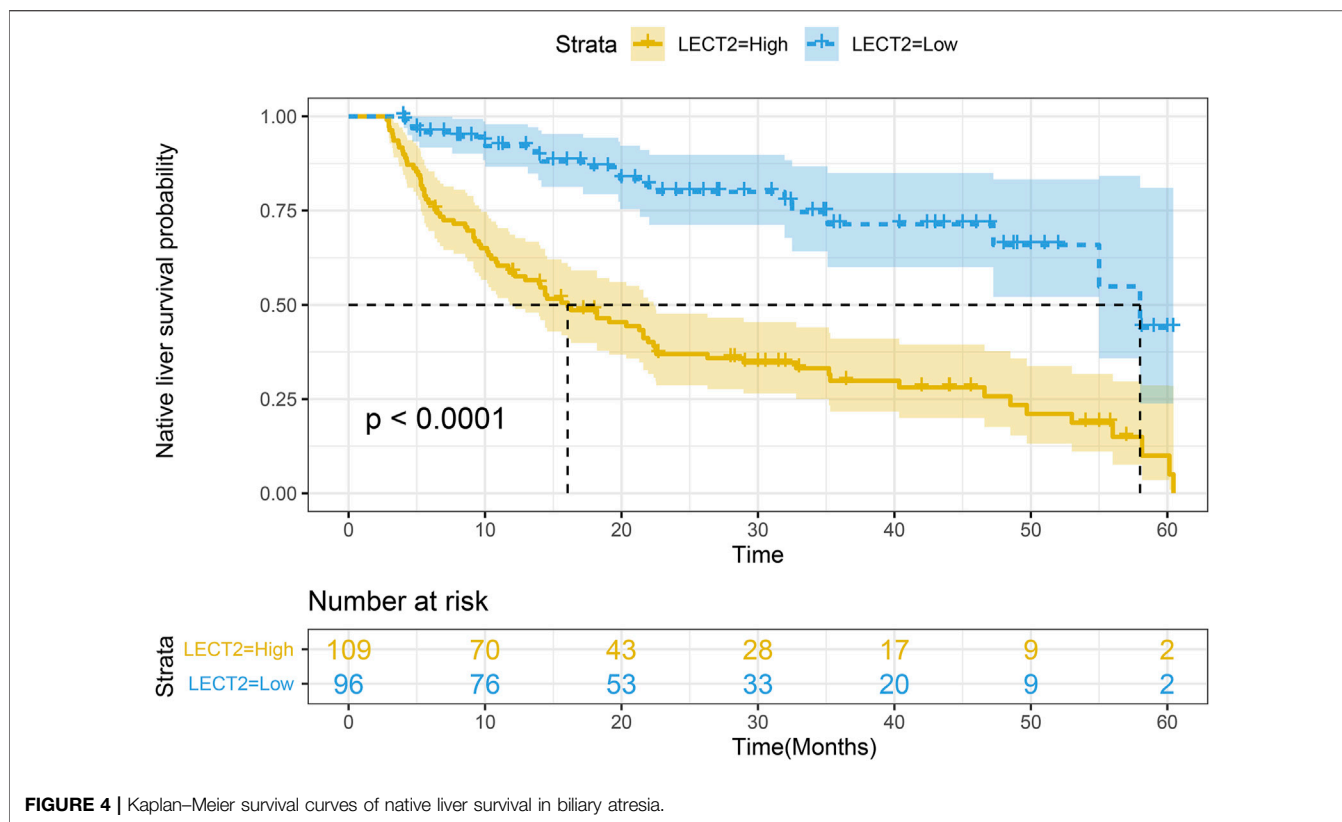 Strata LECT2=High LECT2=Low
Native liver survival probability
1.00
0.75
0.50
0.25
0.00
p < 0.0001
0 10 20 30 40 50 60
Time
Number at risk
Strata
LECT2=High 109 70 43 28 17 9 2
LECT2=Low 96 76 53 33 20 9 2
0 10 20 30 40 50 60
Time(Months)
FIGURE 4 | Kaplan–Meier survival curves of native liver survival in biliary atresia.